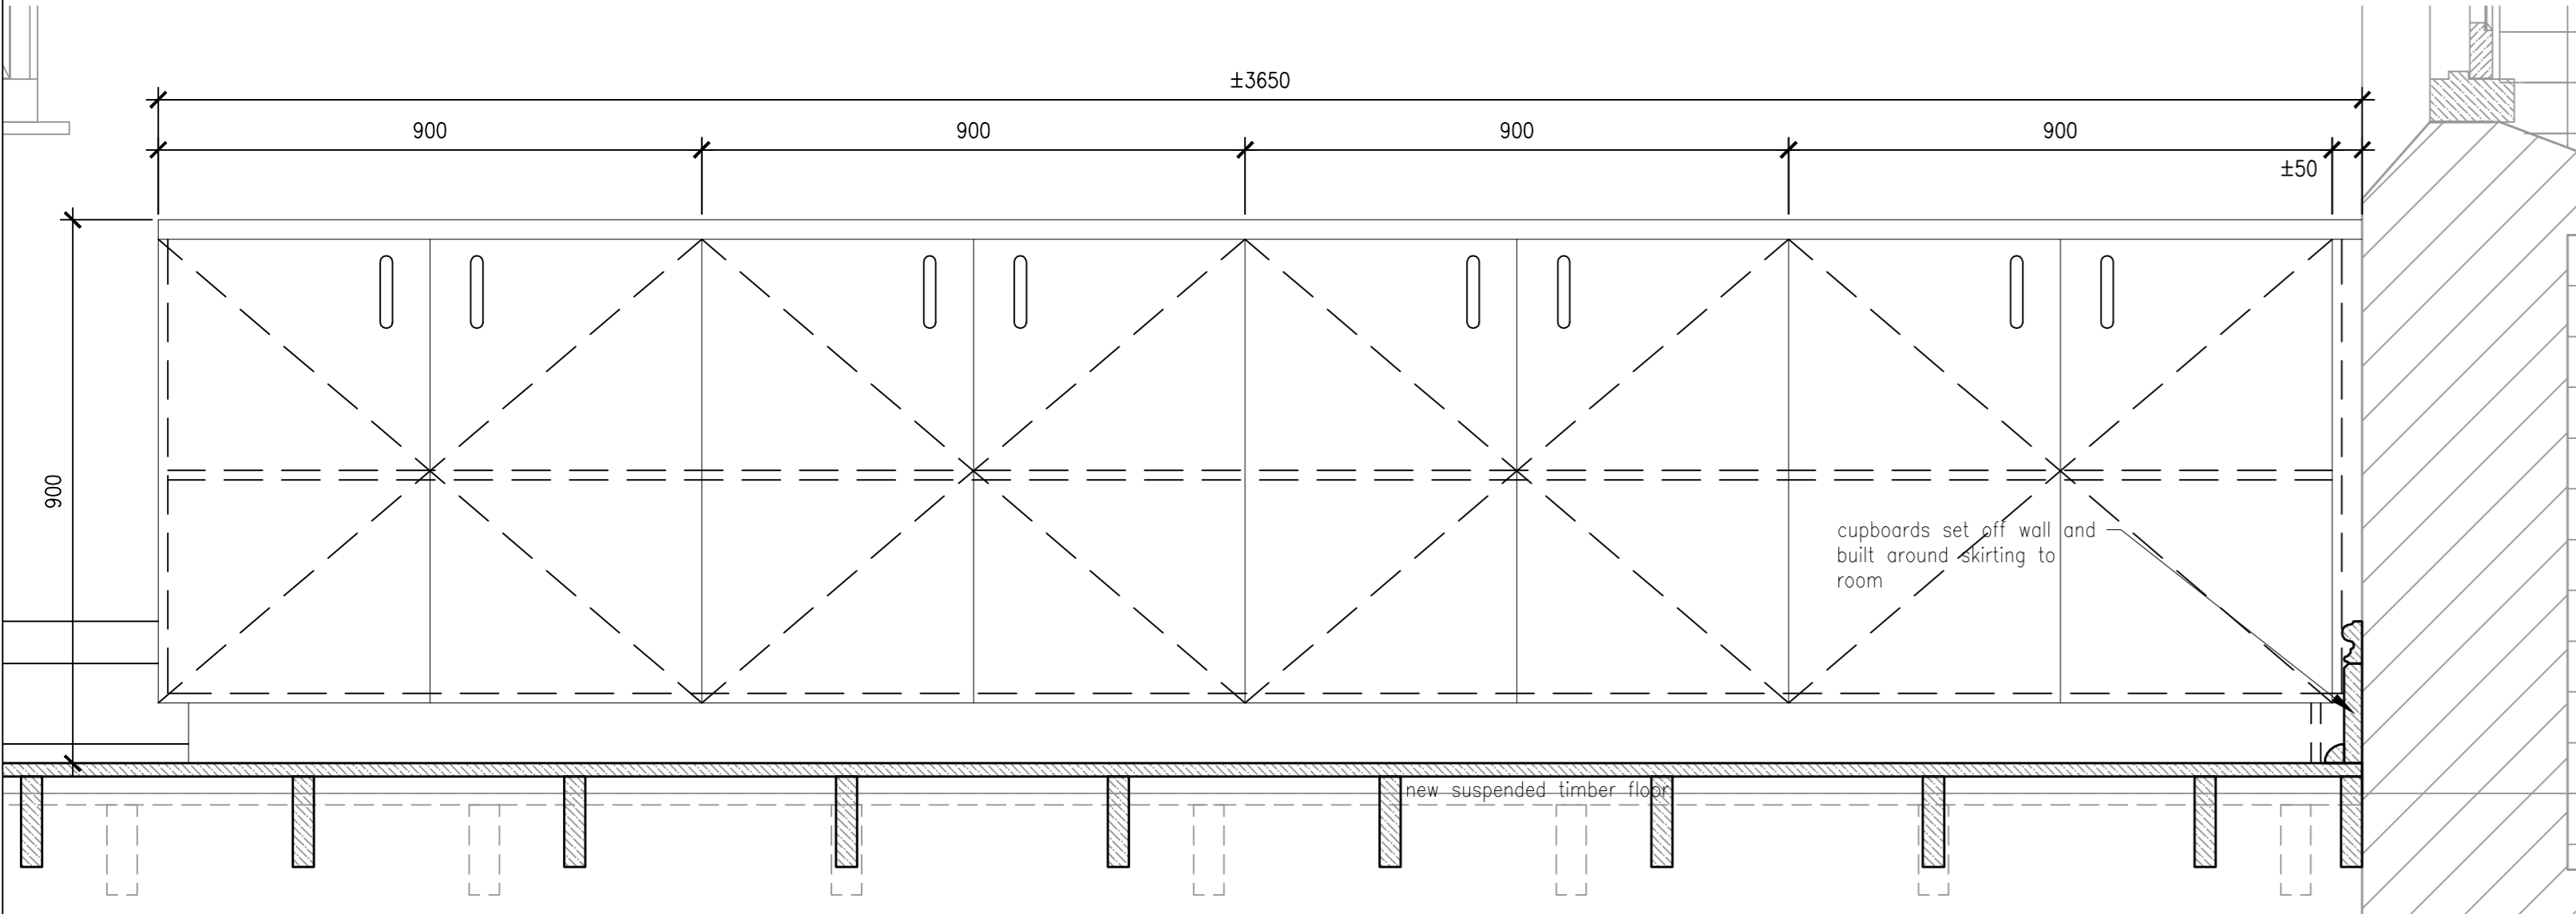 ±3650
900 900 900 900
±50
900
cupboards set off wall and
built around skirting to
room
new suspended timber floor